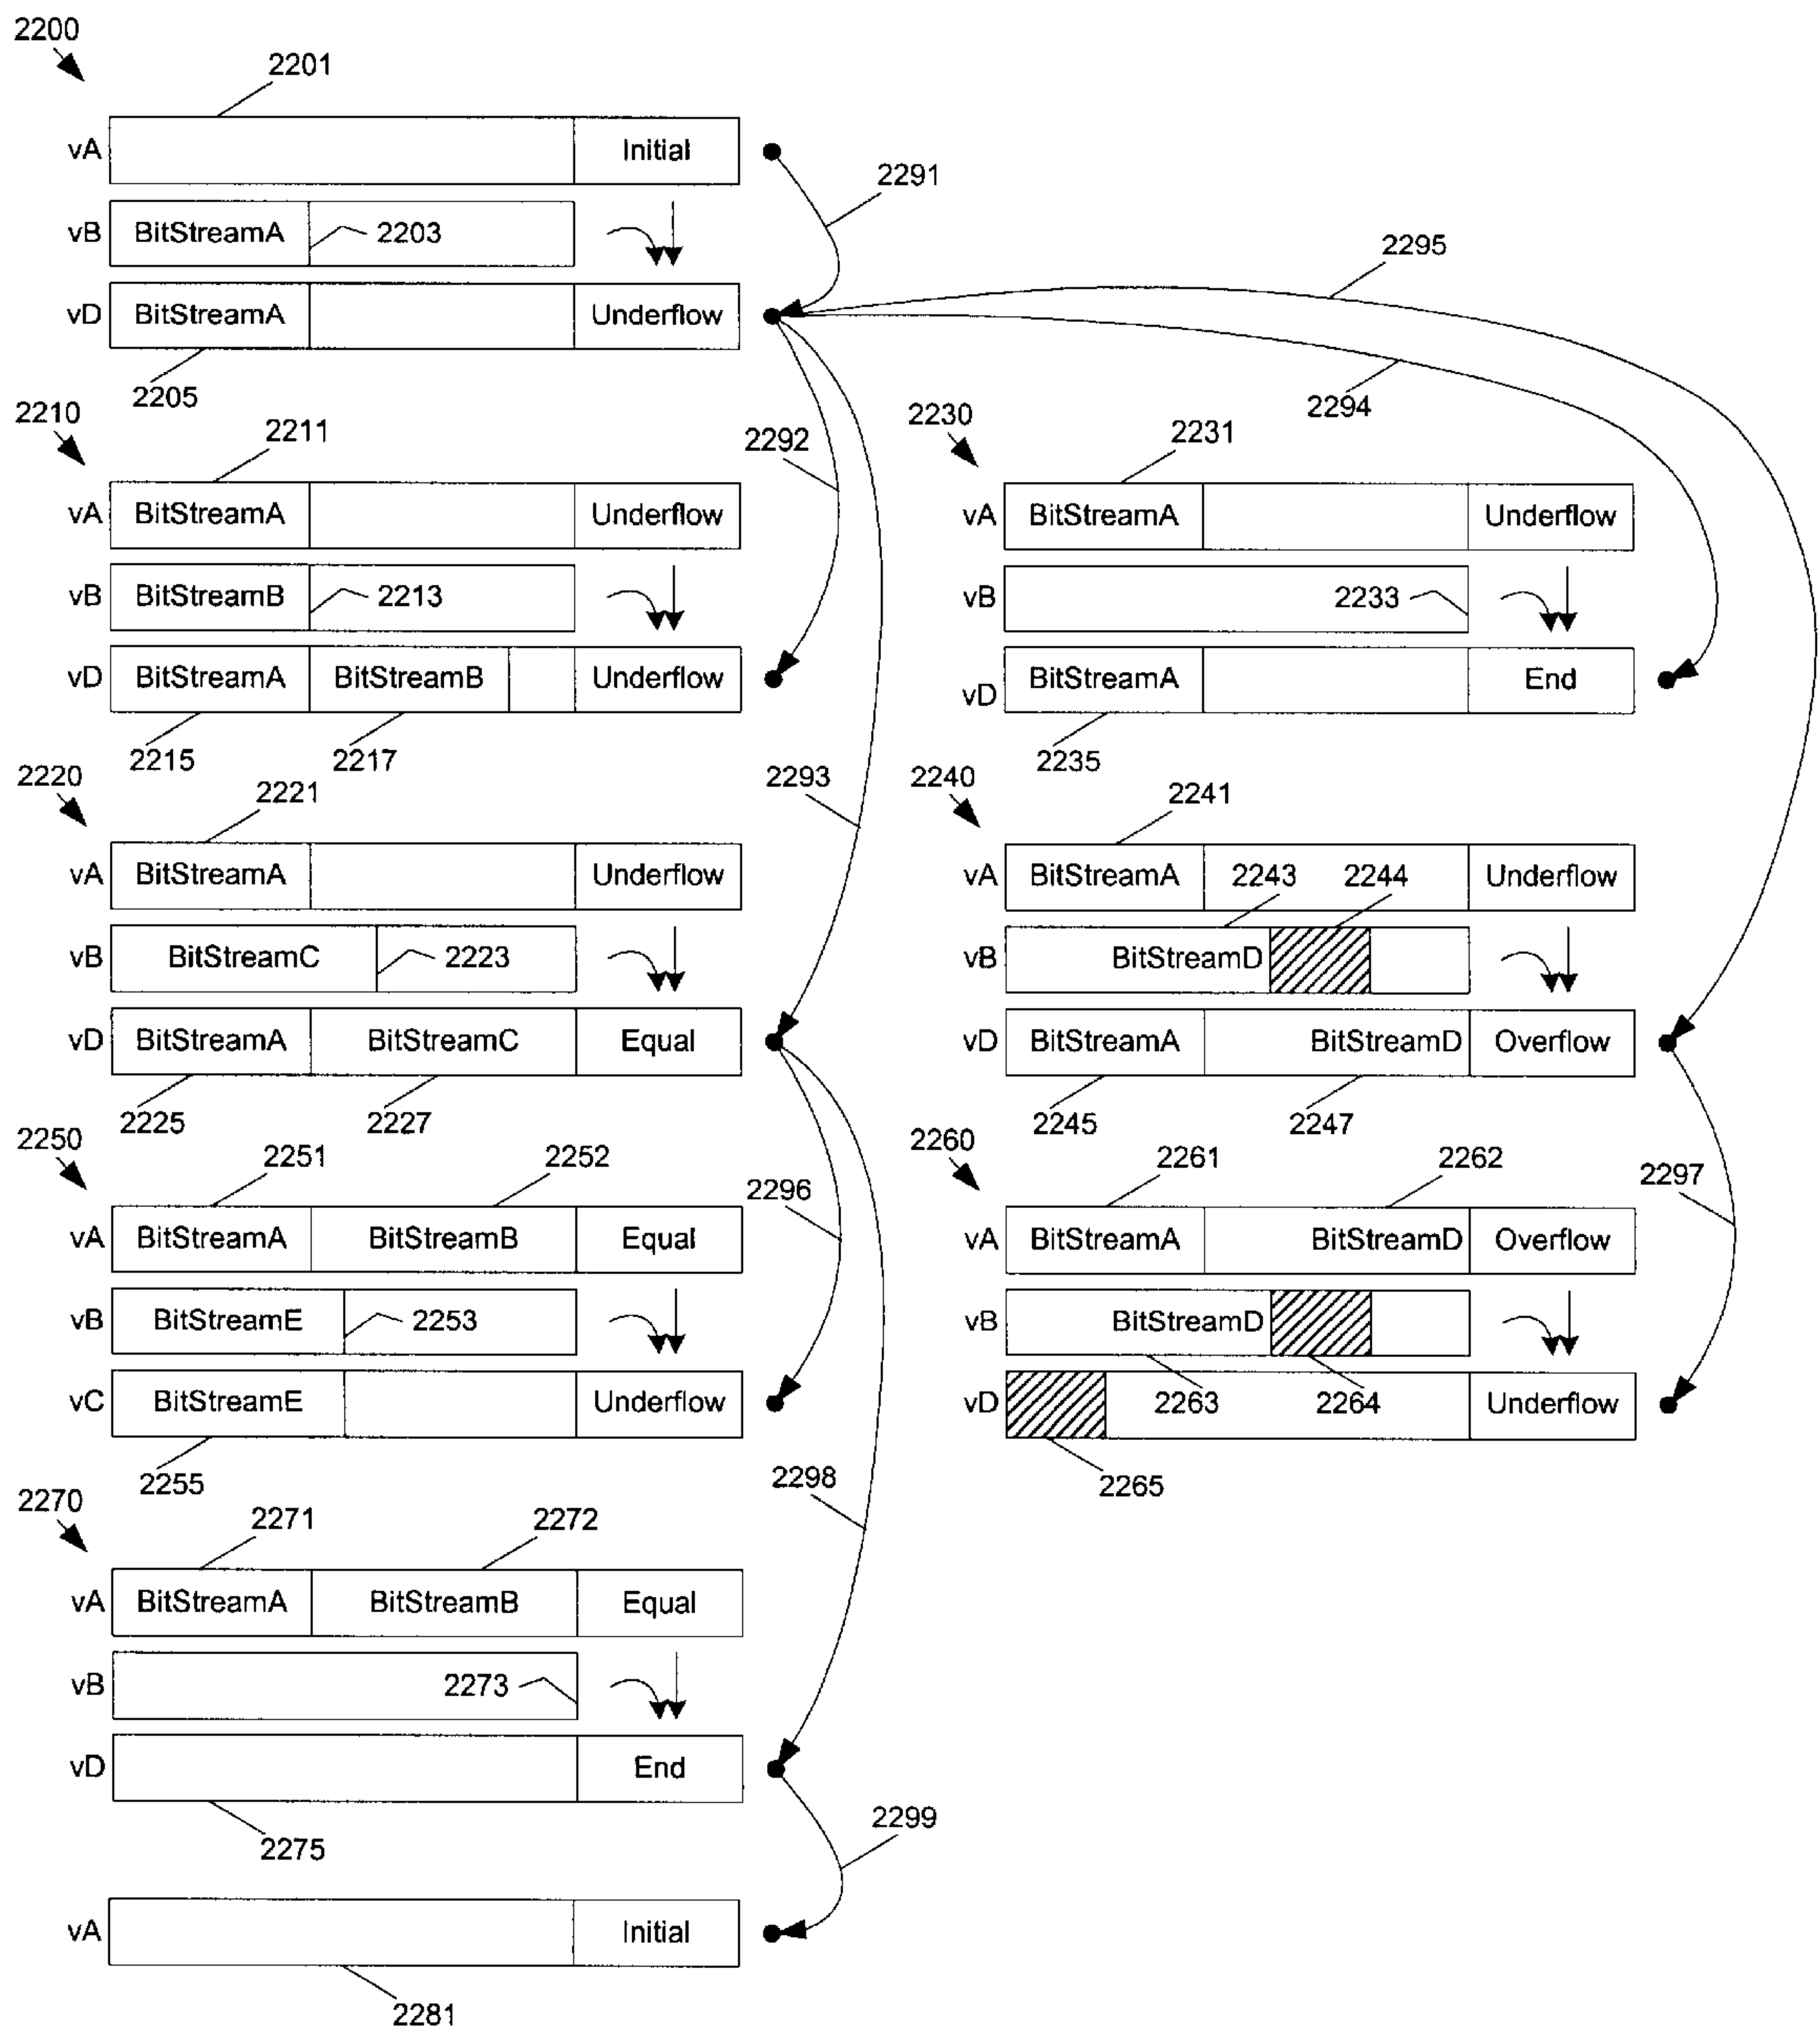 2200
2201
vA Initial
2291
vB BitStreamA 2203
2295
vD BitStreamA Underflow
2205
2294
2210
2211
2292
2230
2231
vA BitStreamA Underflow
vA BitStreamA Underflow
vB BitStreamB 2213
vB 2233
vD BitStreamA BitStreamB Underflow
vD BitStreamA End
2215 2217
2235
2220
2221
2293
2240
2241
vA BitStreamA Underflow
vA BitStreamA 2243 2244 Underflow
vB BitStreamC 2223
vB BitStreamD
vD BitStreamA BitStreamC Equal
vD BitStreamA BitStreamD Overflow
2225 2227
2245 2247
2250
2251 2252
2296
2260
2261 2262
2297
vA BitStreamA BitStreamB Equal
vA BitStreamA BitStreamD Overflow
vB BitStreamE 2253
vB BitStreamD
vC BitStreamE Underflow
vD 2263 2264 Underflow
2255
2265
2298
2270
2271 2272
vA BitStreamA BitStreamB Equal
vB 2273
vD End
2275
2299
vA Initial
2281